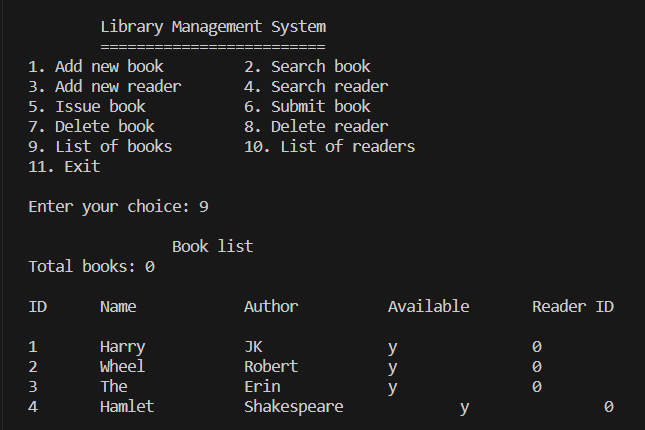 Library Management System
=========================
1. Add new book 2. Search book
3. Add new reader 4. Search reader
5. Issue book 6. Submit book
7. Delete book 8. Delete reader
9. List of books 10. List of readers
11. Exit
Enter your choice: 9
Book list
Total books: 0
ID Name Author Available Reader ID
1 Harry JK y 0
2 Wheel Robert y 0
3 The Erin y 0
4 Hamlet Shakespeare y 0